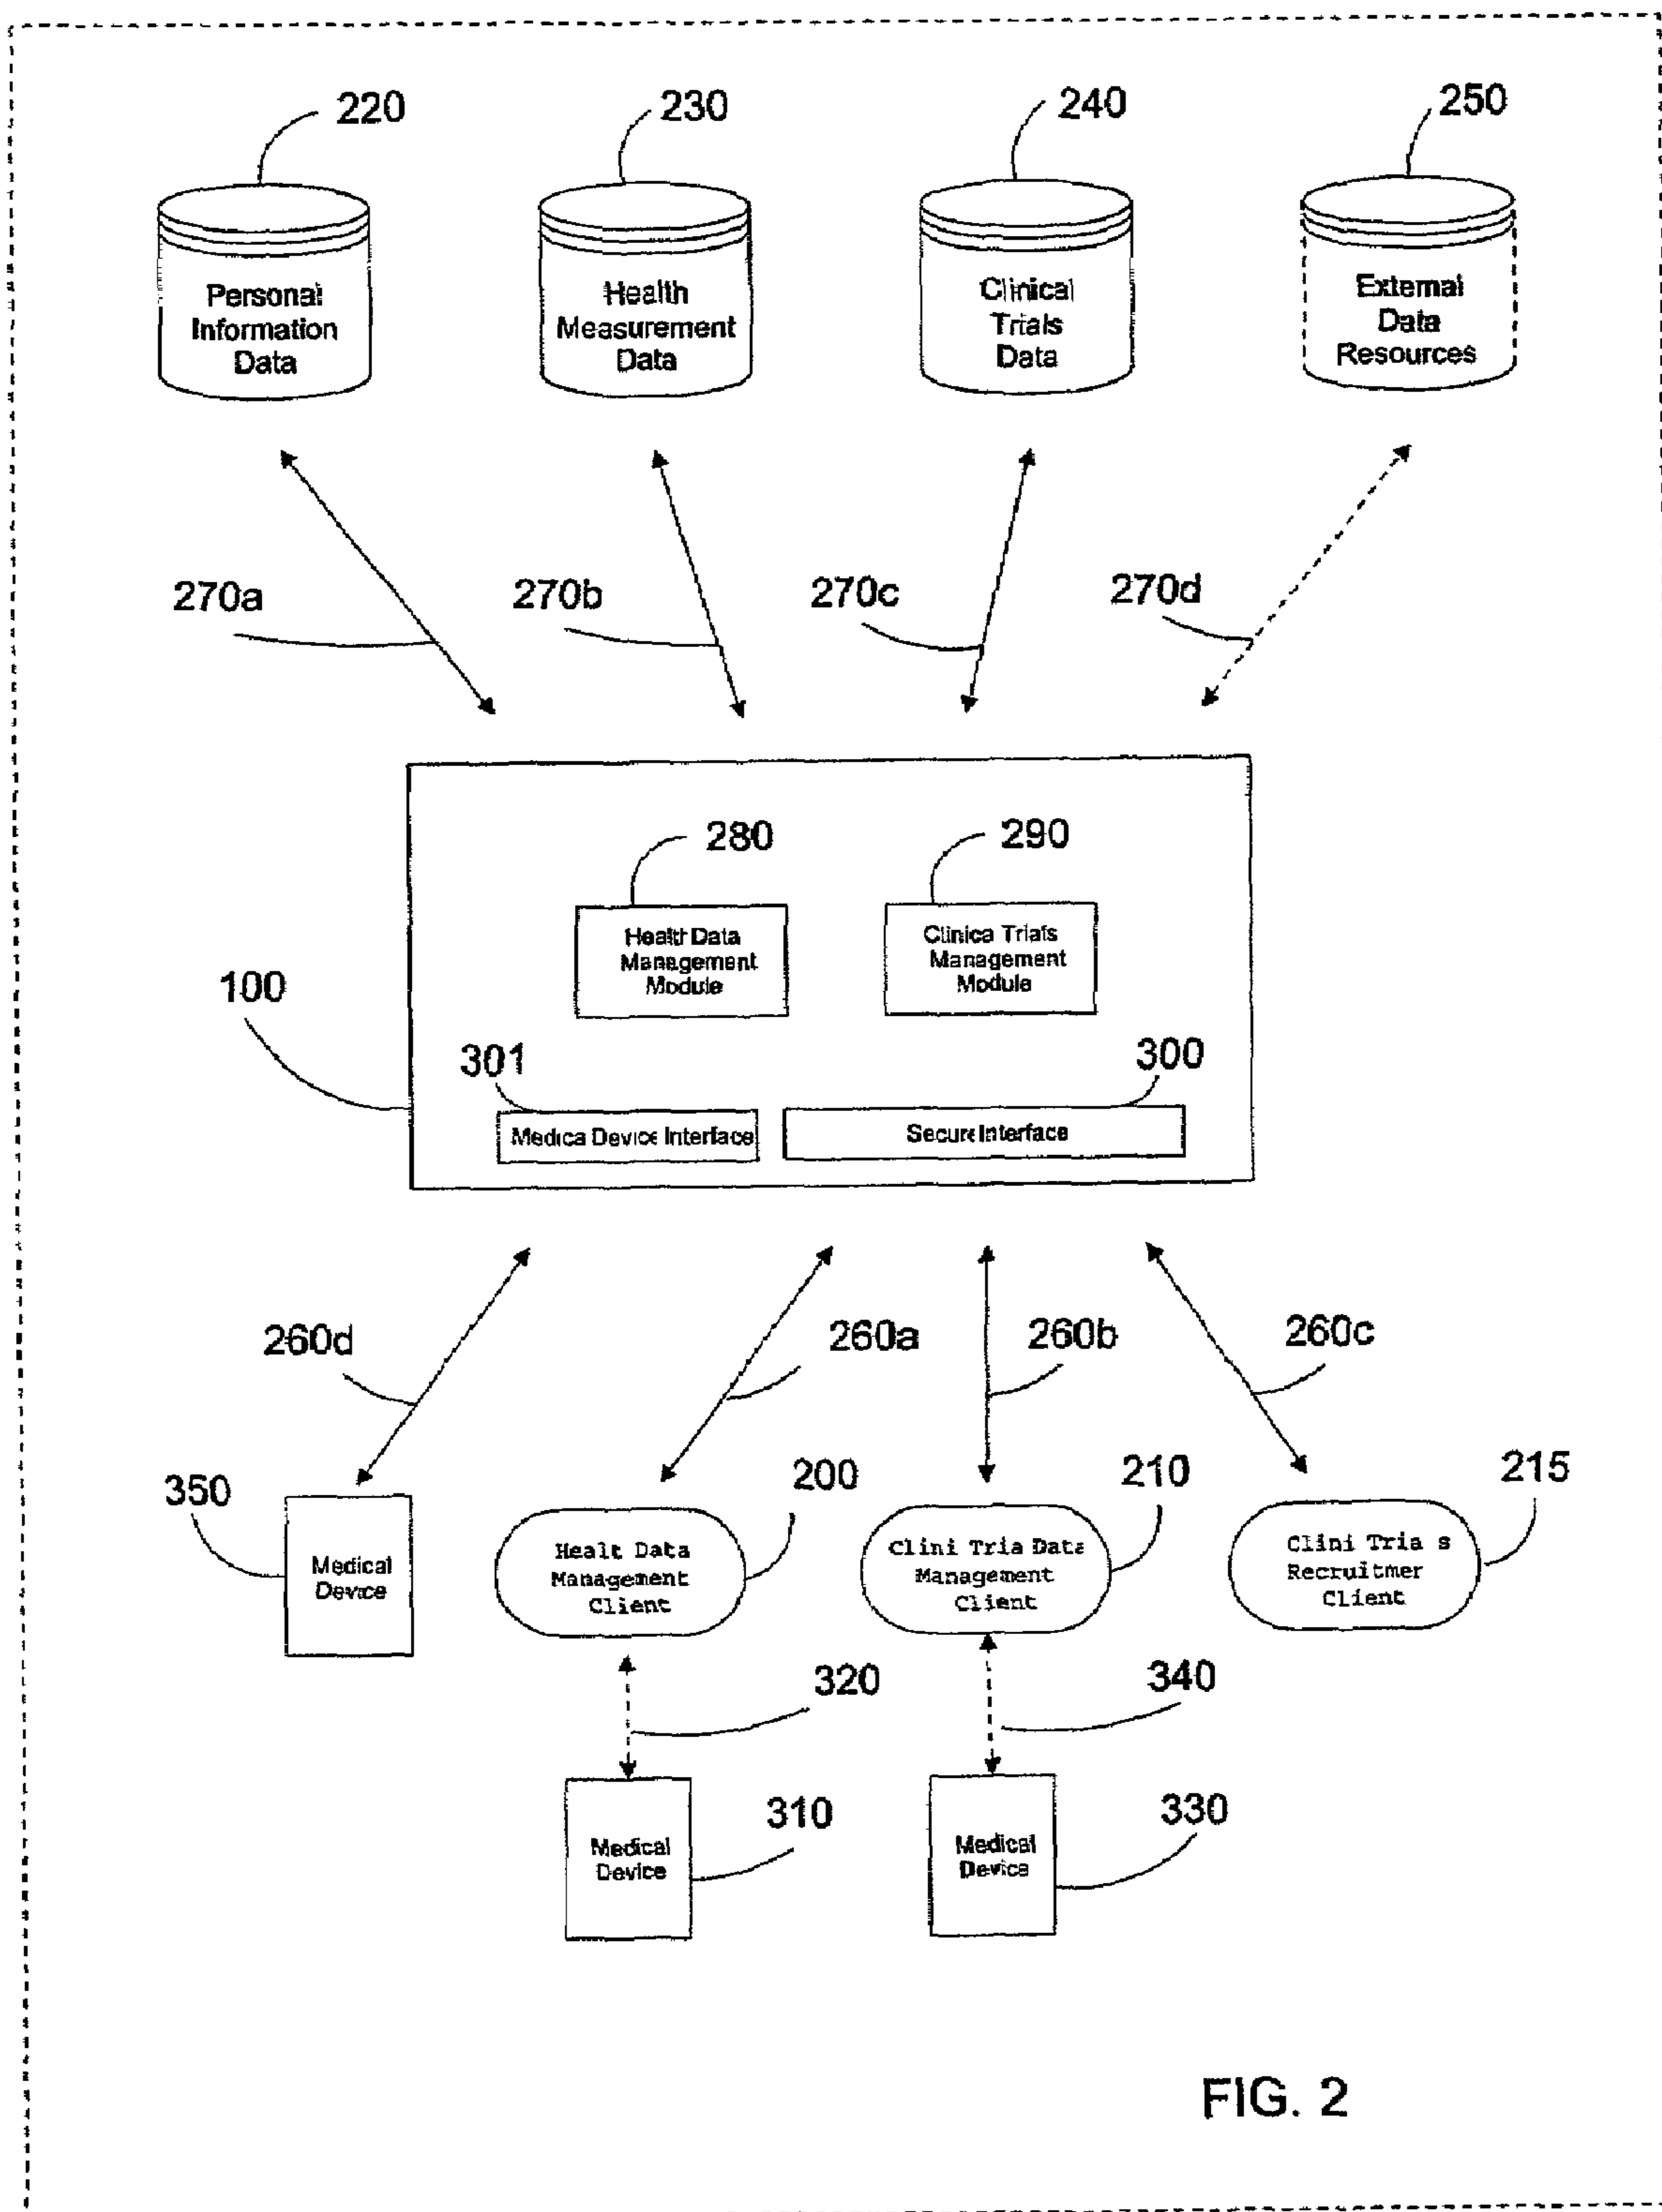 220
230
240
250
Personal
Information
Data
Health
Measurement
Data
Clinical
Trials
Data
External
Data
Resources
270a
270b
270c
270d
280
290
Health Data
Management
Module
Clinica Trials
Management
Module
100
301
300
Medica Device Interface
Secure Interface
260d
260a
260b
260c
350
200
210
215
Medical
Device
Healt Data
Management
Client
Clini Tria Data
Management
Client
Clini Tria s
Recruitmer
Client
320
340
310
330
Medical
Device
Medical
Device
FIG. 2